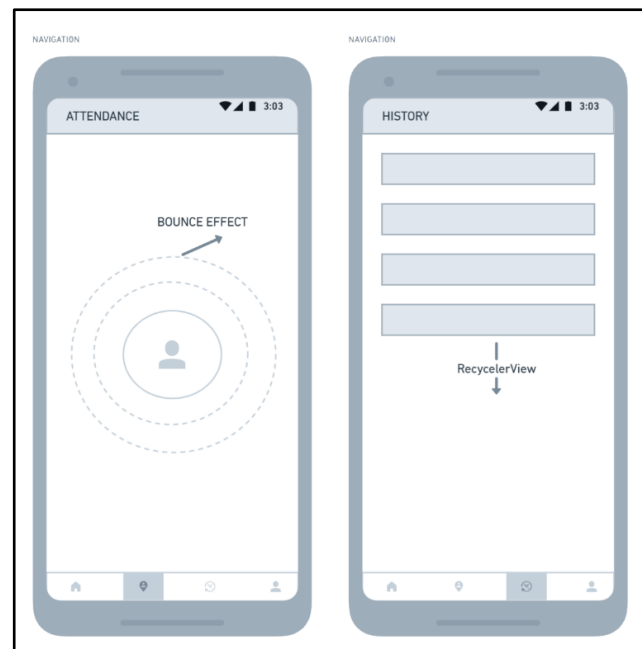 NAVIGATION
NAVIGATION
3:03
ATTENDANCE
3:03
HISTORY
BOUNCE EFFECT
RecycelerView